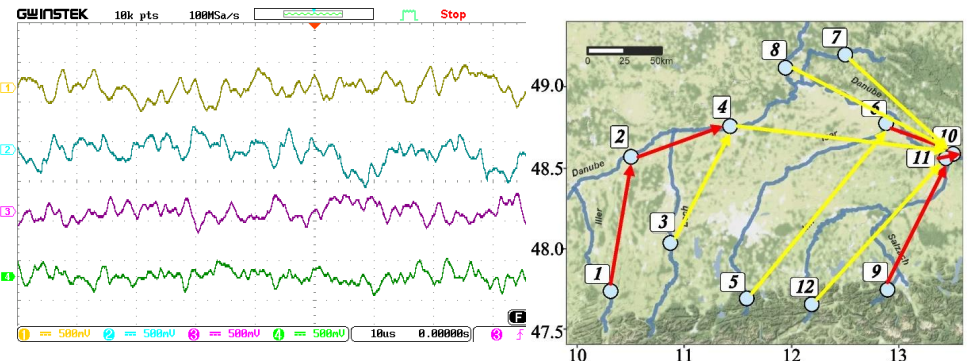 GWINSTEK 10k pts 100MSa/s Stop
1
2
3
4
F
1 500mV 2 500mV 3 500mV 4 500mV 10us 0.00000s 3
0 25 50km
49.0
48.5
48.0
47.5
10 11 12 13
8 7
Danube
4 6
2 10
11
Danube
Iller
3
Salzach
1 5 12 9